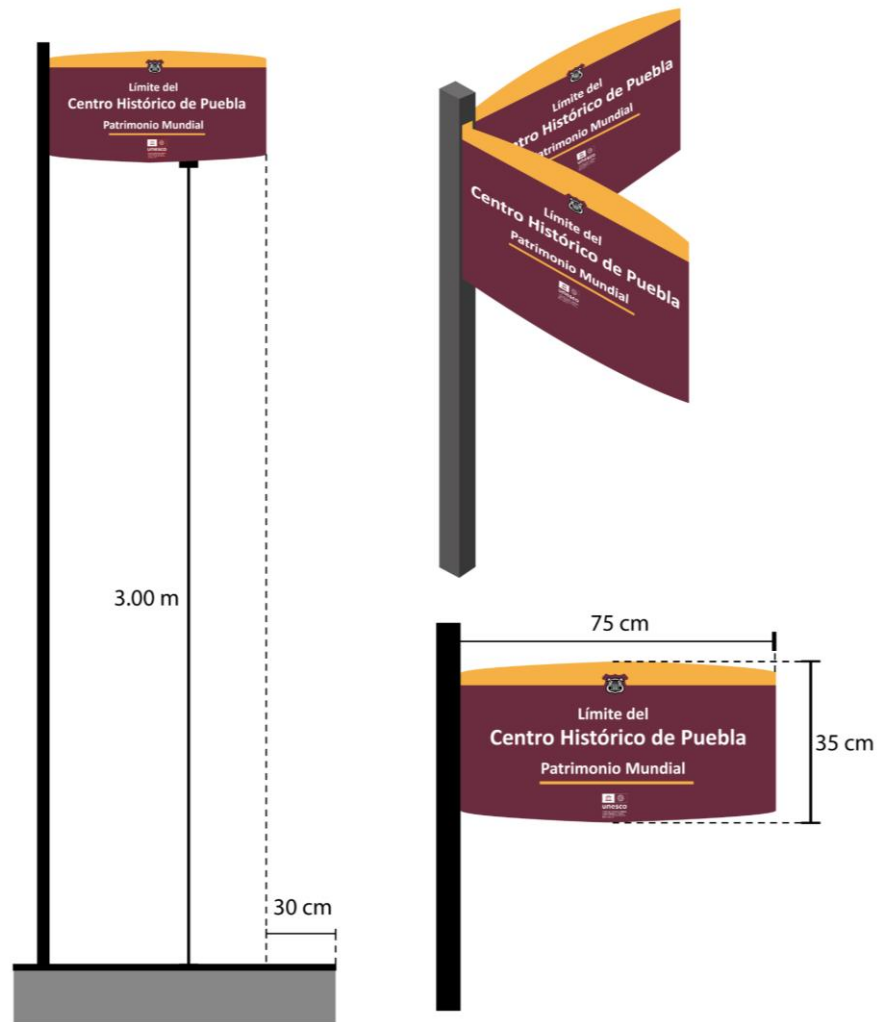 Límite del
Centro Histórico de Puebla
Patrimonio Mundial
unesco
3.00 m
30 cm
Límite del
Centro Histórico de Puebla
Patrimonio Mundial
Límite del
Centro Histórico de Puebla
Patrimonio Mundial
unesco
75 cm
Límite del
Centro Histórico de Puebla
Patrimonio Mundial
unesco
35 cm